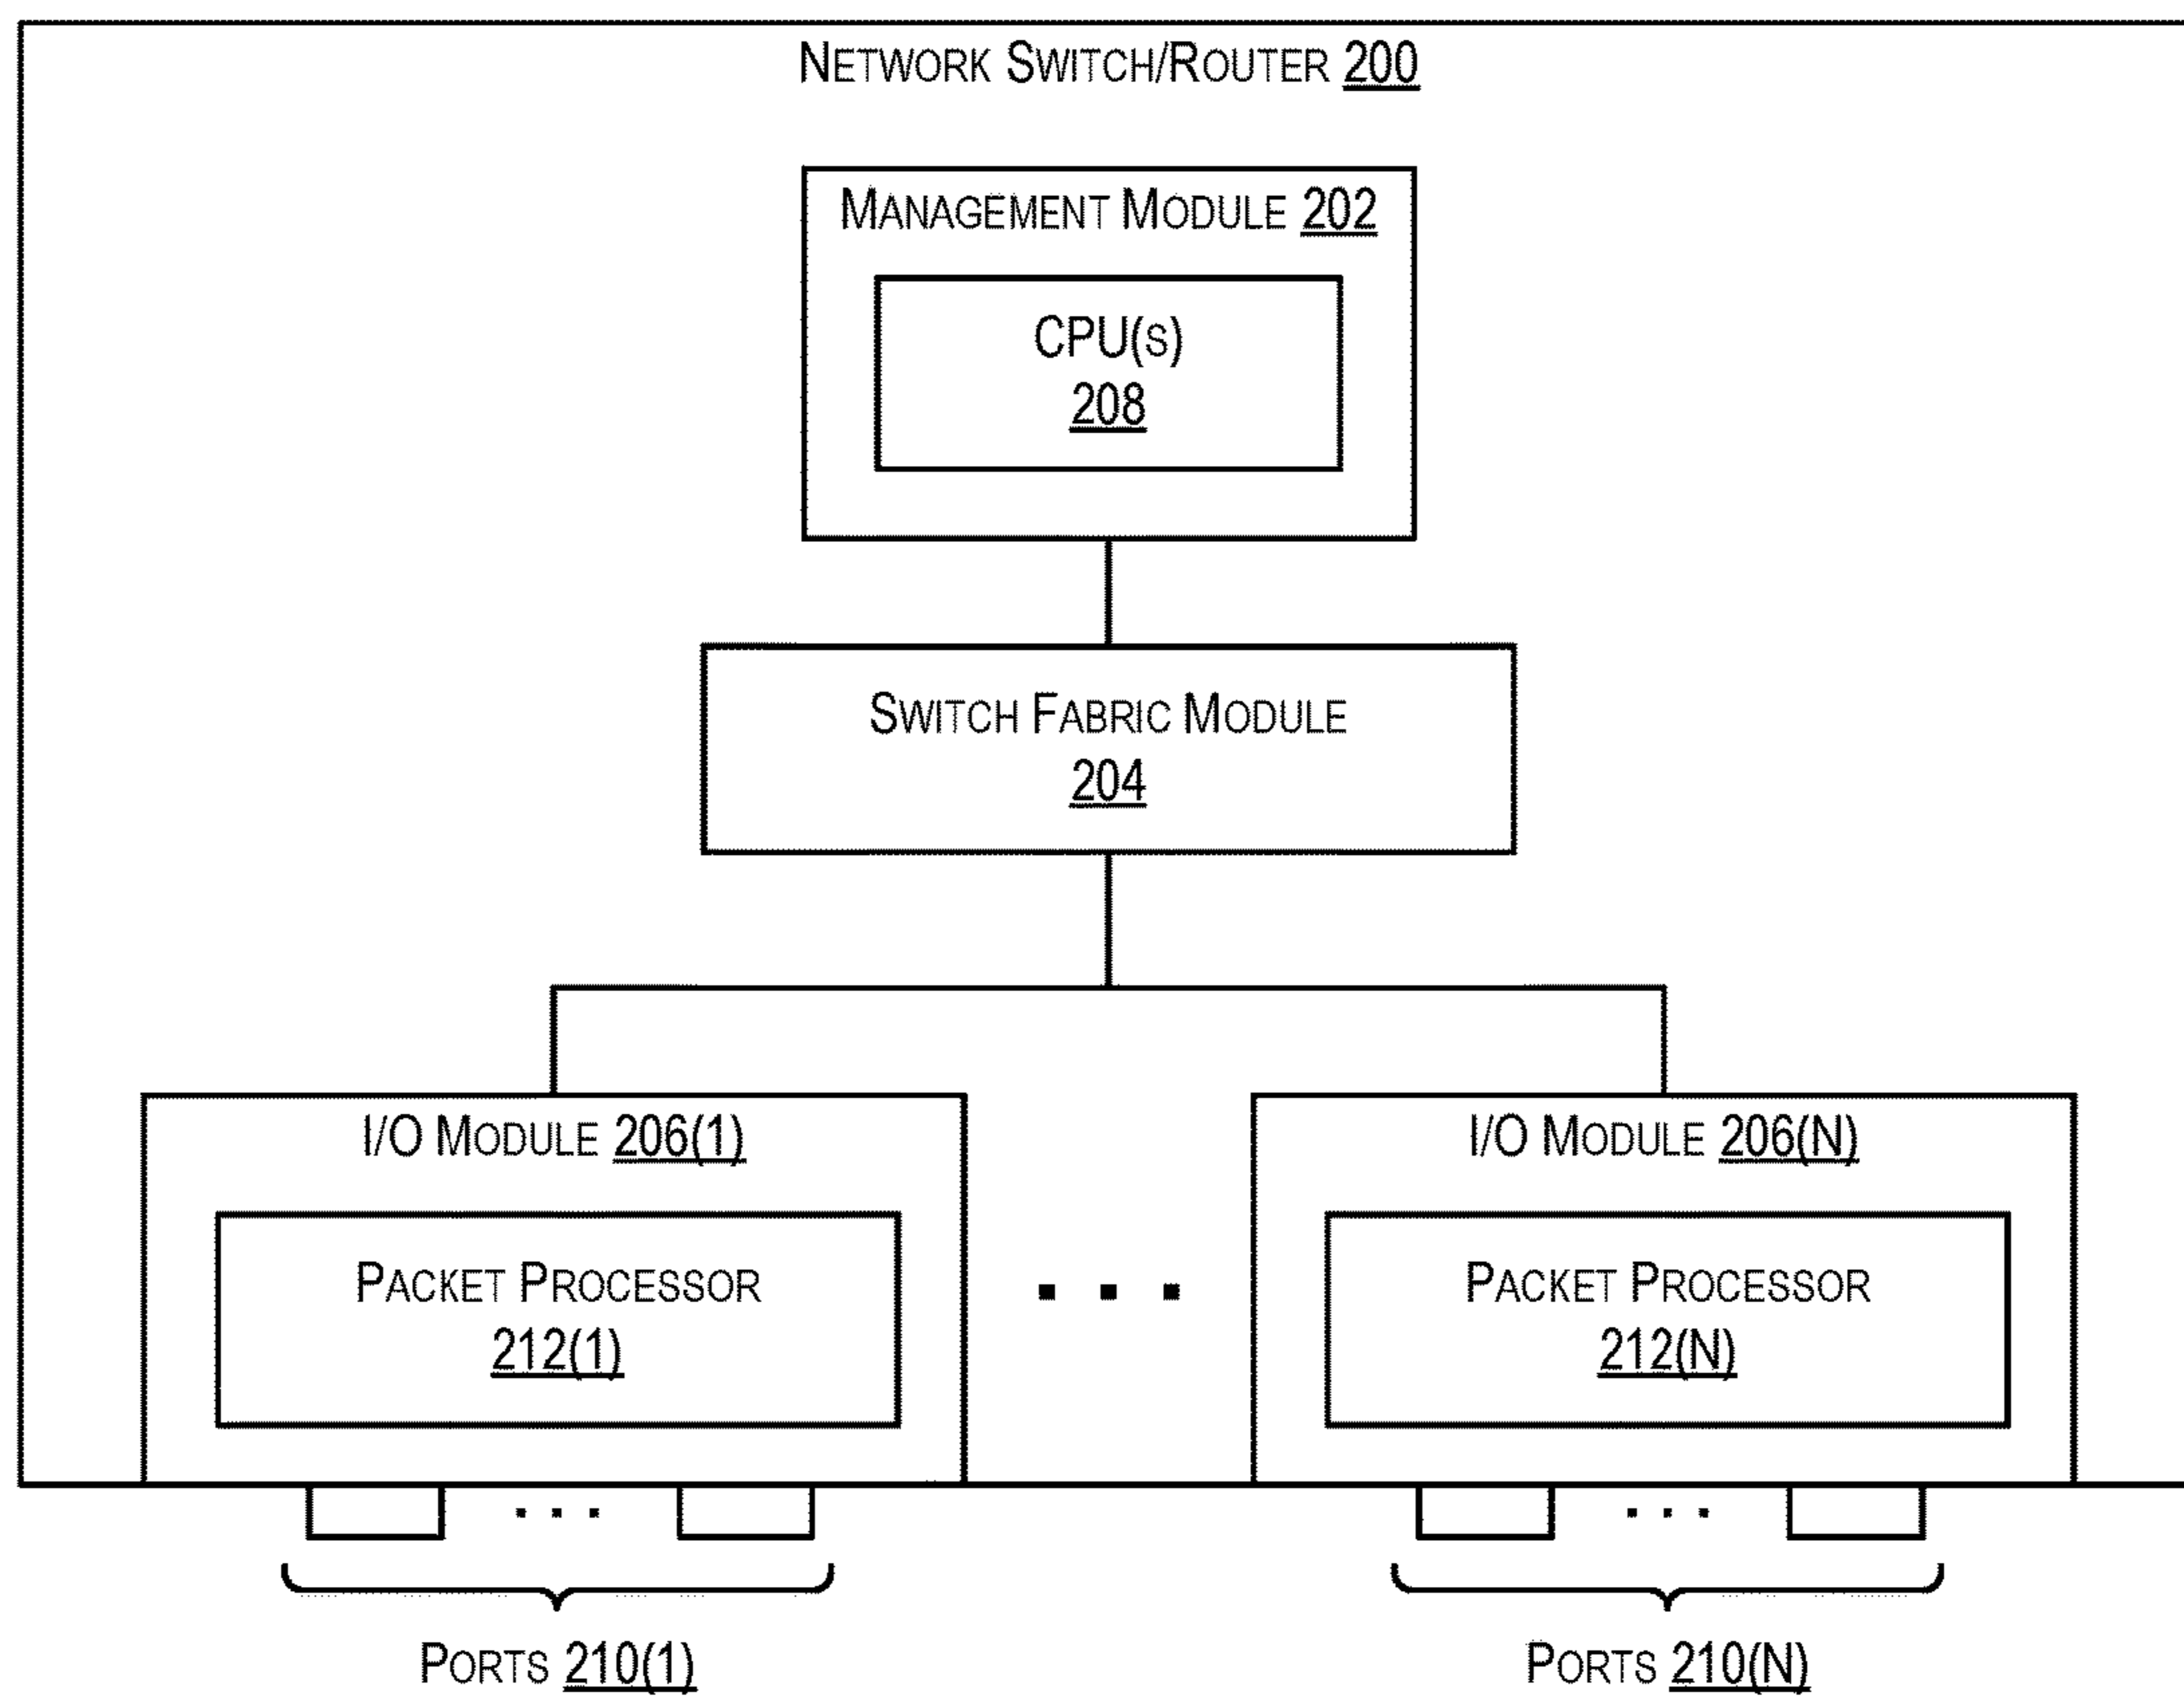 NETWORK SWITCH/ROUTER 200
MANAGEMENT MODULE 202
CPU(S)
208
SWITCH FABRIC MODULE
204
I/O MODULE 206(1)
I/O MODULE 206(N)
PACKET PROCESSOR
212(1)
. . .
PACKET PROCESSOR
212(N)
. . .
. . .
PORTS 210(1)
PORTS 210(N)